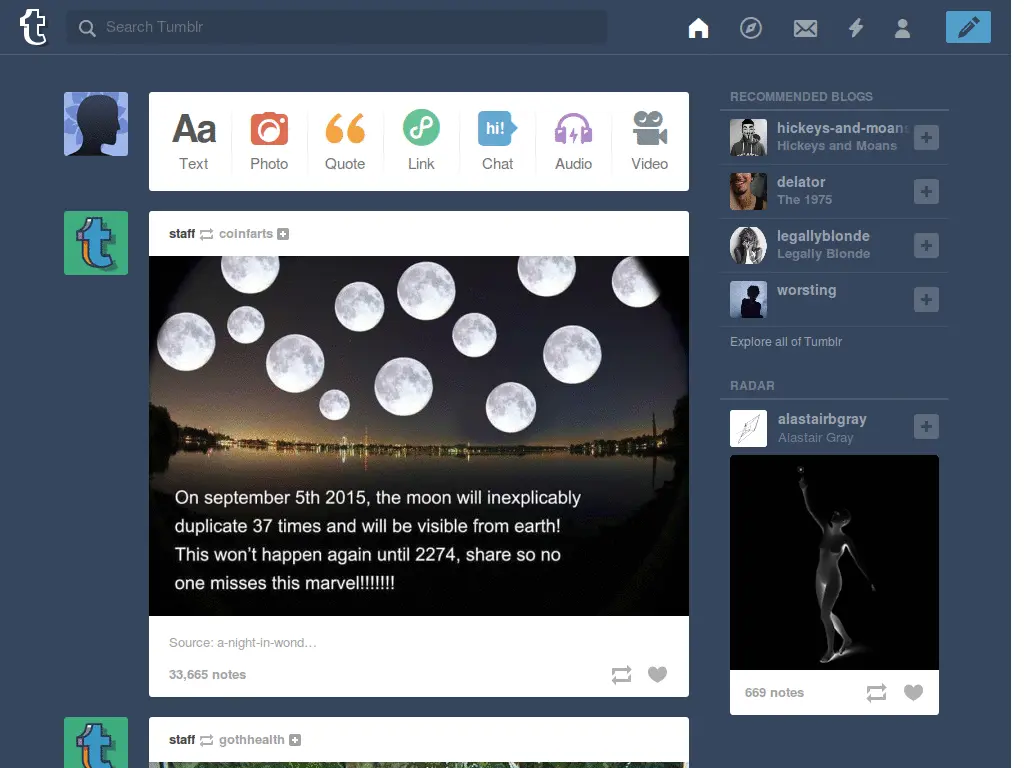 Search Tumblr
Aa
Text
Photo
Quote
Link
hi!
Chat
Audio
Video
staff coinfarts
On september 5th 2015, the moon will inexplicably
duplicate 37 times and will be visible from earth!
This won't happen again until 2274, share so no
one misses this marvel!!!!!!!
Source: a-night-in-wond…
33,665 notes
staff gothhealth
RECOMMENDED BLOGS
hickeys-and-moans
Hickeys and Moans
delator
The 1975
legallyblonde
Legally Blonde
worsting
Explore all of Tumblr
RADAR
alastairbgray
Alastair Gray
669 notes